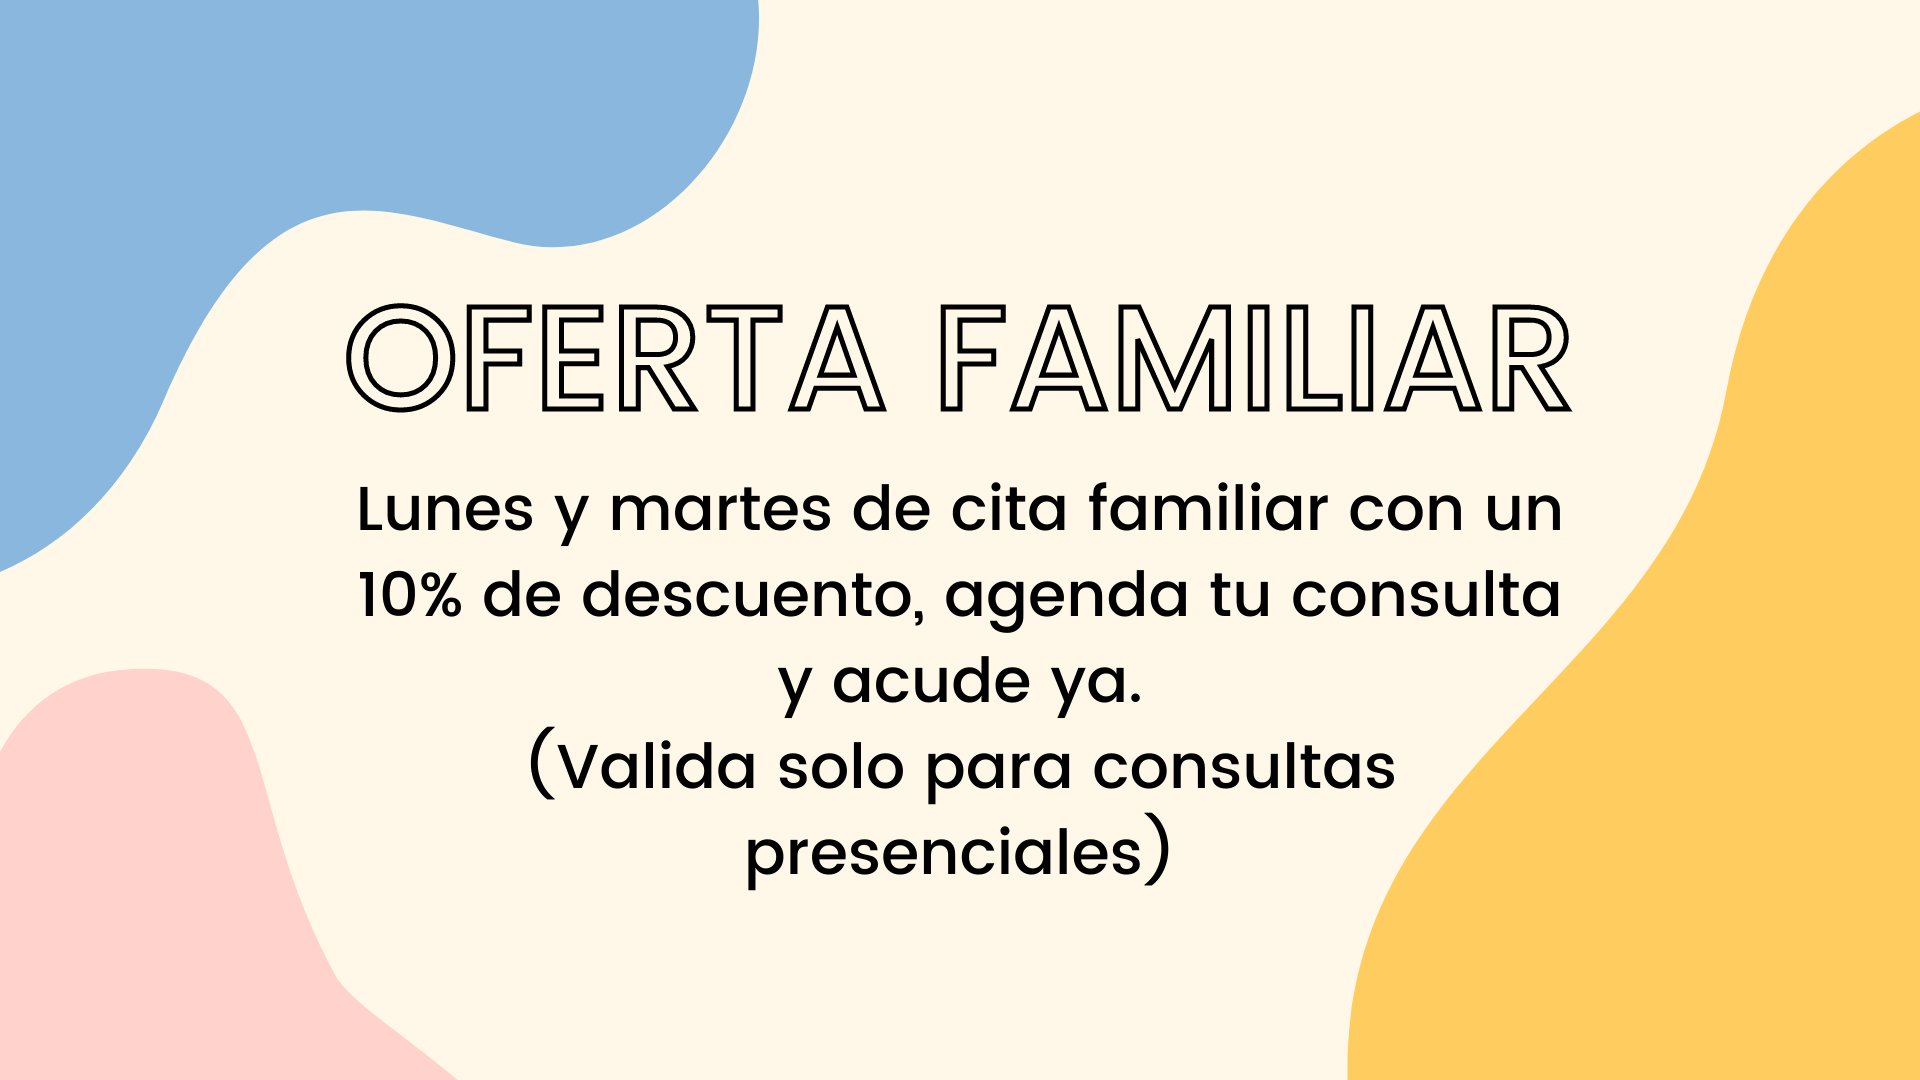 OFERTA FAMILIAR
Lunes y martes de cita familiar con un
10% de descuento, agenda tu consulta
y acude ya.
(Valida solo para consultas
presenciales)